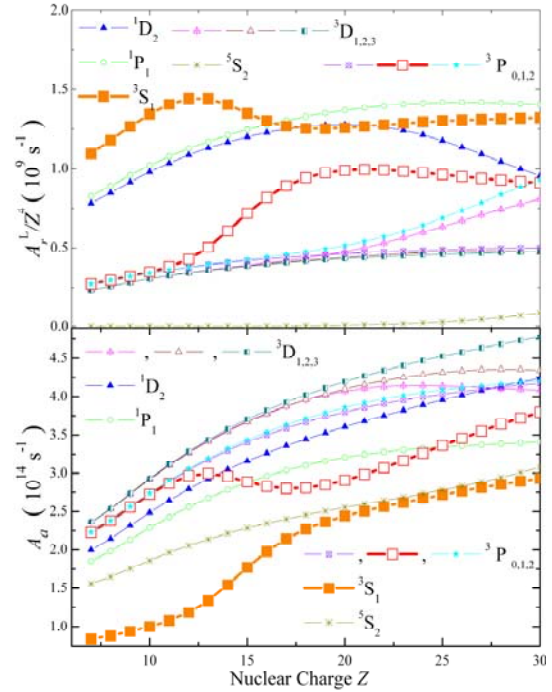 2.0
¹D₂
³D₁,₂,₃
¹P₁
⁵S₂
³P₀,₁,₂
1.5
³S₁
1.0
0.5
0.0
Aᵣᴸ/Z⁴ (10⁹ s⁻¹)
4.5
, , ³D₁,₂,₃
4.0
¹D₂
3.5
¹P₁
3.0
2.5
2.0
, , ³P₀,₁,₂
1.5
³S₁
1.0
⁵S₂
Aₐ (10¹⁴ s⁻¹)
10 15 20 25 30
Nuclear Charge Z